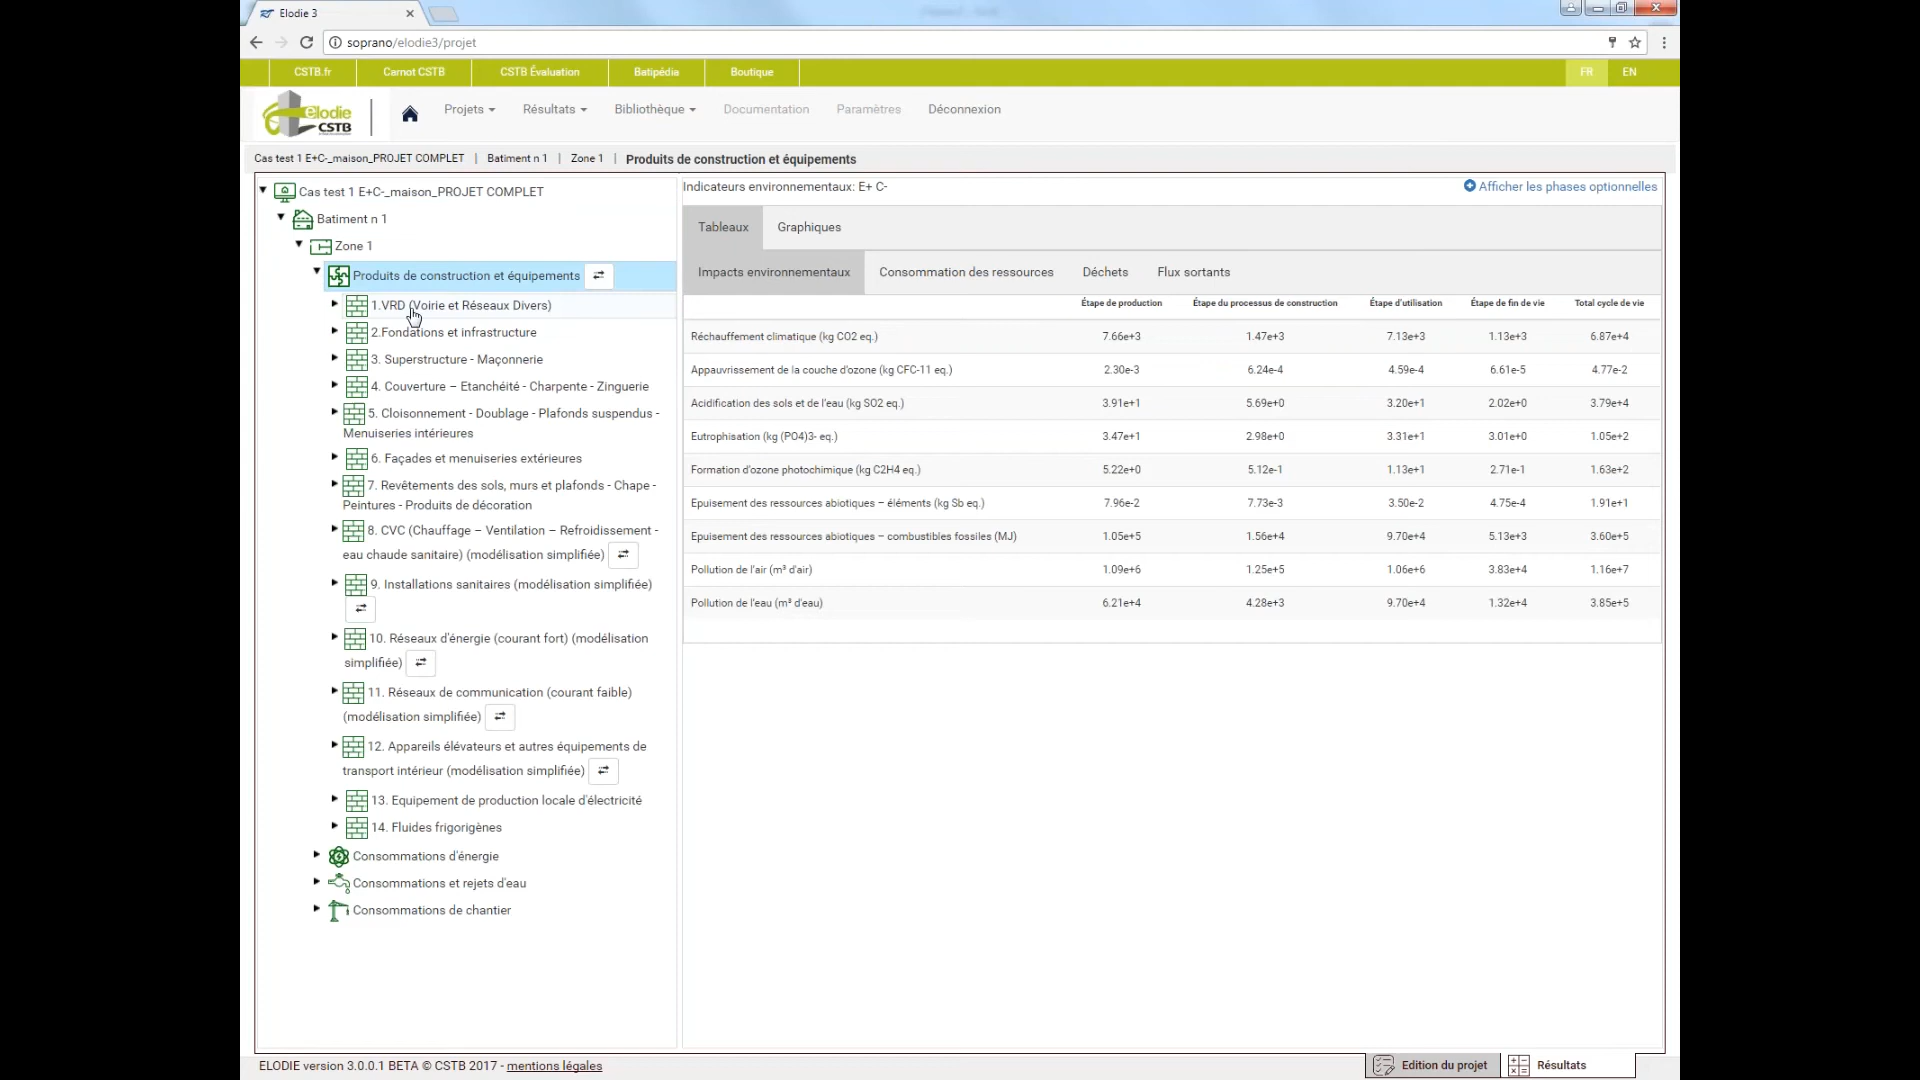 Elodie 3
soprano/elodie3/projet
CSTB.fr
Carnot CSTB
CSTB Évaluation
Batipédia
Boutique
FR
EN
elodie
CSTB
Projets
Résultats
Bibliothèque
Documentation
Paramètres
Déconnexion
Cas test 1 E+C-_maison_PROJET COMPLET | Batiment n 1 | Zone 1 | Produits de construction et équipements
Cas test 1 E+C-_maison_PROJET COMPLET
Batiment n 1
Zone 1
Produits de construction et équipements
1.VRD (Voirie et Réseaux Divers)
2.Fondations et infrastructure
3. Superstructure - Maçonnerie
4. Couverture – Etanchéité - Charpente - Zinguerie
5. Cloisonnement - Doublage - Plafonds suspendus -
Menuiseries intérieures
6. Façades et menuiseries extérieures
7. Revêtements des sols, murs et plafonds - Chape -
Peintures - Produits de décoration
8. CVC (Chauffage – Ventilation – Refroidissement -
eau chaude sanitaire) (modélisation simplifiée)
9. Installations sanitaires (modélisation simplifiée)
10. Réseaux d'énergie (courant fort) (modélisation
simplifiée)
11. Réseaux de communication (courant faible)
(modélisation simplifiée)
12. Appareils élévateurs et autres équipements de
transport intérieur (modélisation simplifiée)
13. Equipement de production locale d'électricité
14. Fluides frigorigènes
Consommations d'énergie
Consommations et rejets d'eau
Consommations de chantier
Indicateurs environnementaux: E+ C-
Afficher les phases optionnelles
Tableaux
Graphiques
Impacts environnementaux
Consommation des ressources
Déchets
Flux sortants
Étape de production Étape du processus de construction Étape d'utilisation Étape de fin de vie Total cycle de vie
Réchauffement climatique (kg CO2 eq.) 7.66e+3 1.47e+3 7.13e+3 1.13e+3 6.87e+4
Appauvrissement de la couche d'ozone (kg CFC-11 eq.) 2.30e-3 6.24e-4 4.59e-4 6.61e-5 4.77e-2
Acidification des sols et de l'eau (kg SO2 eq.) 3.91e+1 5.69e+0 3.20e+1 2.02e+0 3.79e+4
Eutrophisation (kg (PO4)3- eq.) 3.47e+1 2.98e+0 3.31e+1 3.01e+0 1.05e+2
Formation d'ozone photochimique (kg C2H4 eq.) 5.22e+0 5.12e-1 1.13e+1 2.71e-1 1.63e+2
Epuisement des ressources abiotiques – éléments (kg Sb eq.) 7.96e-2 7.73e-3 3.50e-2 4.75e-4 1.91e+1
Epuisement des ressources abiotiques – combustibles fossiles (MJ) 1.05e+5 1.56e+4 9.70e+4 5.13e+3 3.60e+5
Pollution de l'air (m³ d'air) 1.09e+6 1.25e+5 1.06e+6 3.83e+4 1.16e+7
Pollution de l'eau (m³ d'eau) 6.21e+4 4.28e+3 9.70e+4 1.32e+4 3.85e+5
ELODIE version 3.0.0.1 BETA © CSTB 2017 - mentions légales
Edition du projet
Résultats